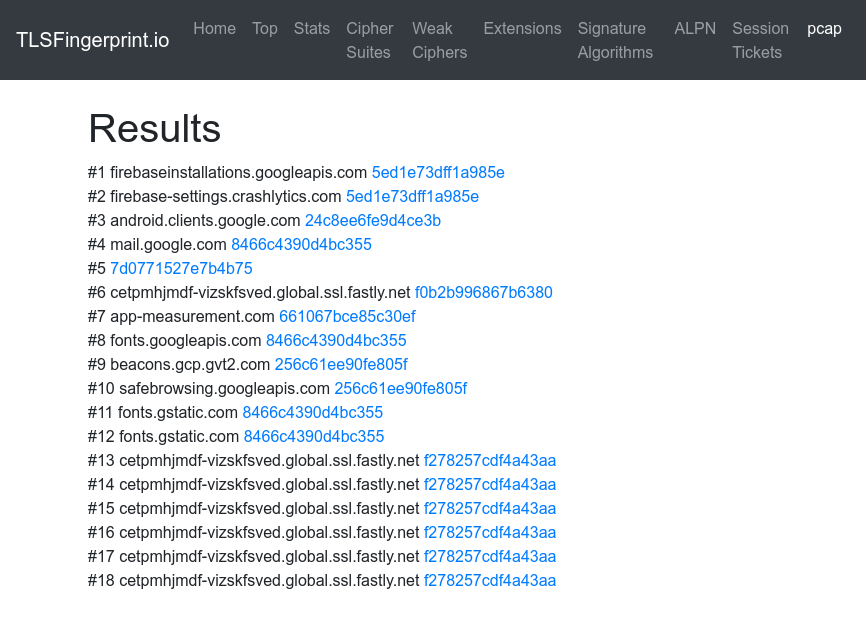 TLSFingerprint.io Home Top Stats Cipher Suites Weak Ciphers Extensions Signature Algorithms ALPN Session Tickets pcap
Results
#1 firebaseinstallations.googleapis.com 5ed1e73dff1a985e
#2 firebase-settings.crashlytics.com 5ed1e73dff1a985e
#3 android.clients.google.com 24c8ee6fe9d4ce3b
#4 mail.google.com 8466c4390d4bc355
#5 7d0771527e7b4b75
#6 cetpmhjmdf-vizskfsved.global.ssl.fastly.net f0b2b996867b6380
#7 app-measurement.com 661067bce85c30ef
#8 fonts.googleapis.com 8466c4390d4bc355
#9 beacons.gcp.gvt2.com 256c61ee90fe805f
#10 safebrowsing.googleapis.com 256c61ee90fe805f
#11 fonts.gstatic.com 8466c4390d4bc355
#12 fonts.gstatic.com 8466c4390d4bc355
#13 cetpmhjmdf-vizskfsved.global.ssl.fastly.net f278257cdf4a43aa
#14 cetpmhjmdf-vizskfsved.global.ssl.fastly.net f278257cdf4a43aa
#15 cetpmhjmdf-vizskfsved.global.ssl.fastly.net f278257cdf4a43aa
#16 cetpmhjmdf-vizskfsved.global.ssl.fastly.net f278257cdf4a43aa
#17 cetpmhjmdf-vizskfsved.global.ssl.fastly.net f278257cdf4a43aa
#18 cetpmhjmdf-vizskfsved.global.ssl.fastly.net f278257cdf4a43aa